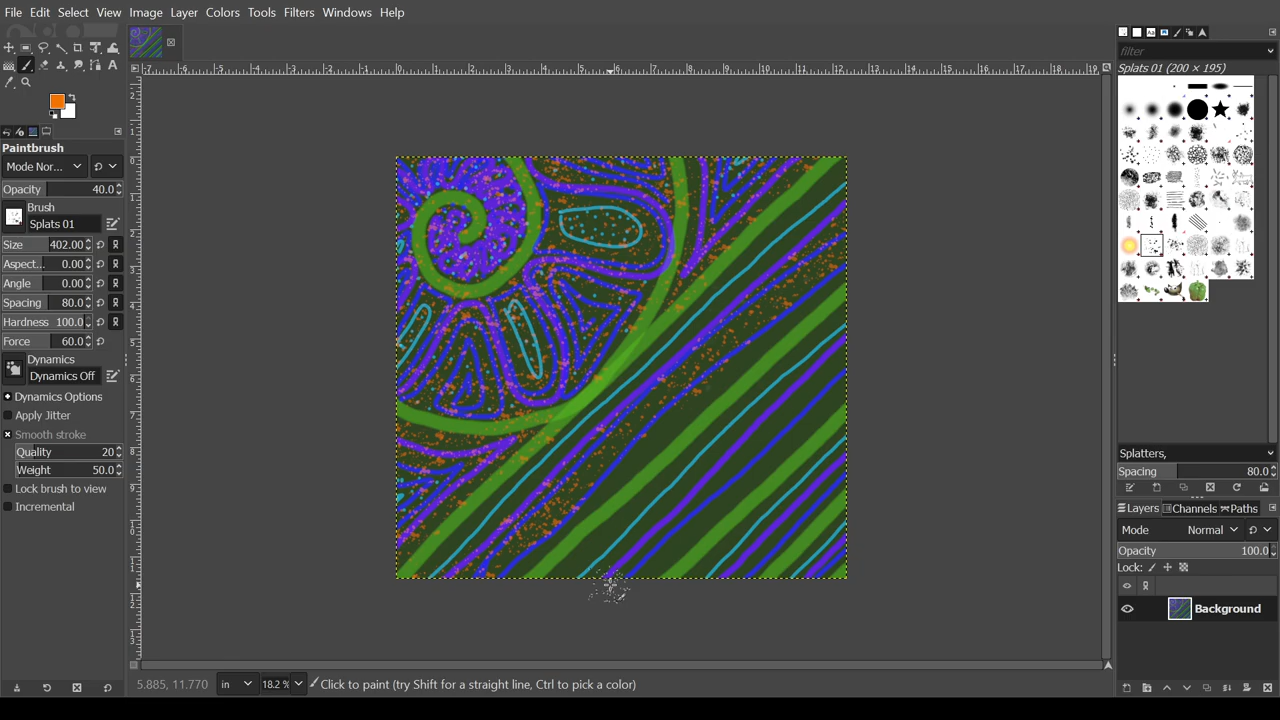 File Edit Select View Image Layer Colors Tools Filters Windows Help
Paintbrush
Mode Nor...
Opacity 40.0
Brush
Splats 01
Size 402.00
Aspect... 0.00
Angle 0.00
Spacing 80.0
Hardness 100.0
Force 60.0
Dynamics
Dynamics Off
Dynamics Options
Apply Jitter
Smooth stroke
Quality 20
Weight 50.0
Lock brush to view
Incremental
5.885, 11.770 in 18.2 % Click to paint (try Shift for a straight line, Ctrl to pick a color)
filter
Splats 01 (200 × 195)
Splatters,
Spacing 80.0
Layers Channels Paths
Mode Normal
Opacity 100.0
Lock:
Background